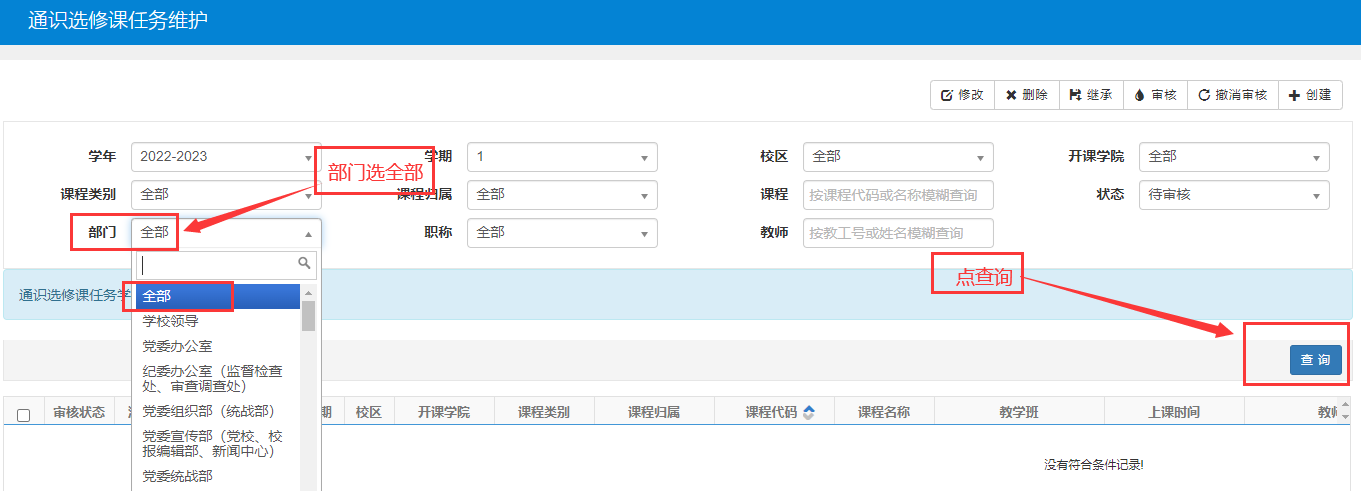 通识选修课任务维护
修改 删除 继承 审核 撤消审核 创建
学年 2022-2023 学期 1 校区 全部 开课学院 全部
部门选全部
课程类别 全部 课程归属 全部 课程 按课程代码或名称模糊查询 状态 待审核
部门 全部 职称 全部 教师 按教工号或姓名模糊查询
点查询
通识选修课任务学
全部
学校领导
党委办公室
查 询
纪委办公室（监督检查
处、审查调查处）
党委组织部（统战部）
审核状态 期 校区 开课学院 课程类别 课程归属 课程代码 课程名称 教学班 上课时间
党委宣传部（党校、校
报编辑部、新闻中心）
没有符合条件记录!
党委统战部